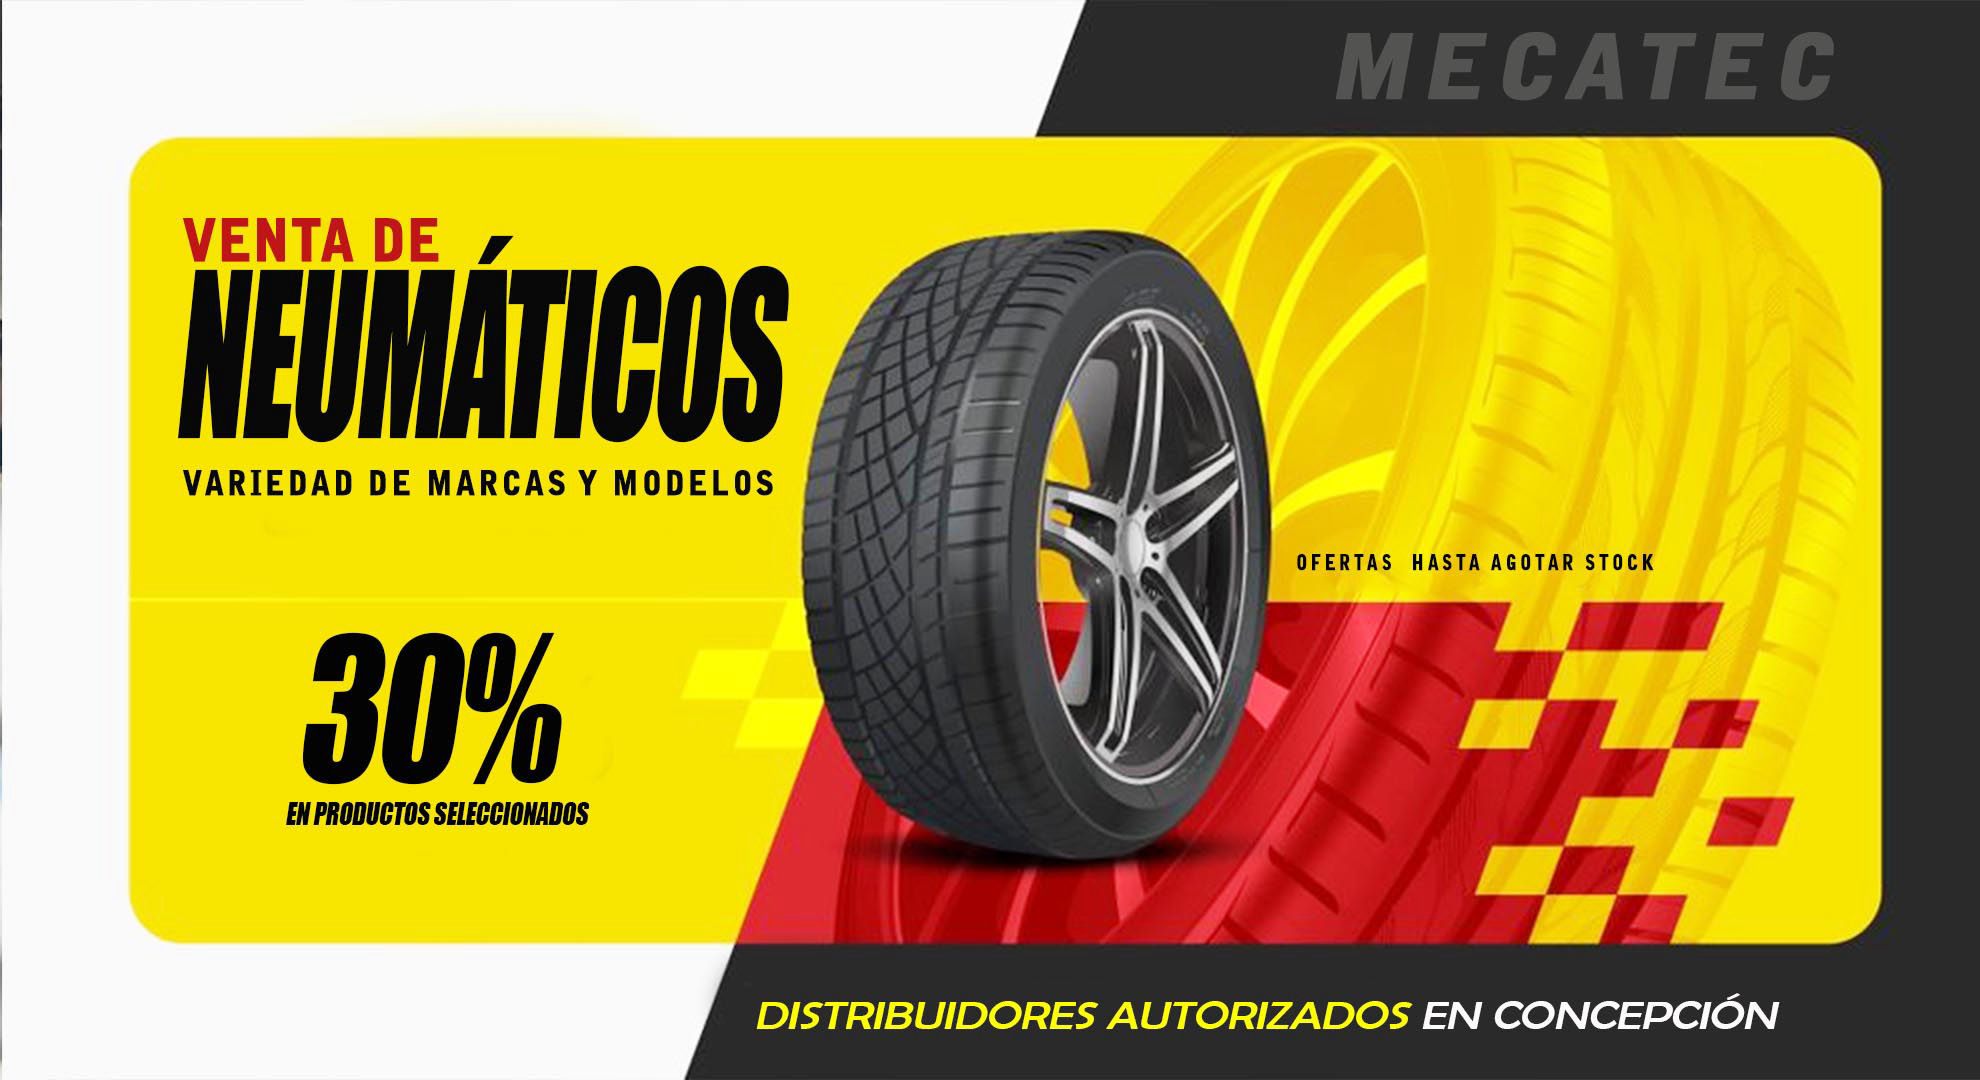 MECATEC
VENTA DE
NEUMÁTICOS
VARIEDAD DE MARCAS Y MODELOS
OFERTAS HASTA AGOTAR STOCK
30%
EN PRODUCTOS SELECCIONADOS
DISTRIBUIDORES AUTORIZADOS EN CONCEPCIÓN